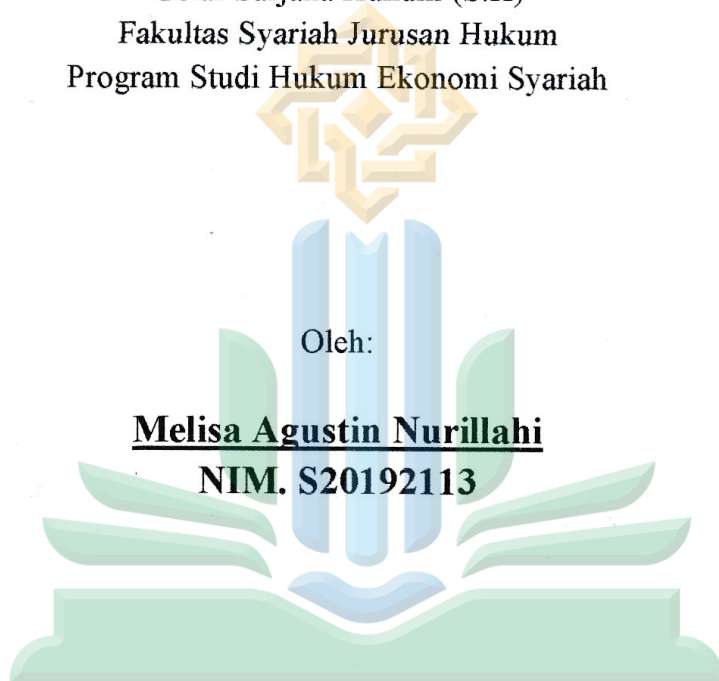 Fakultas Syariah Jurusan Hukum
Program Studi Hukum Ekonomi Syariah
Oleh:
Melisa Agustin Nurillahi
NIM. S20192113